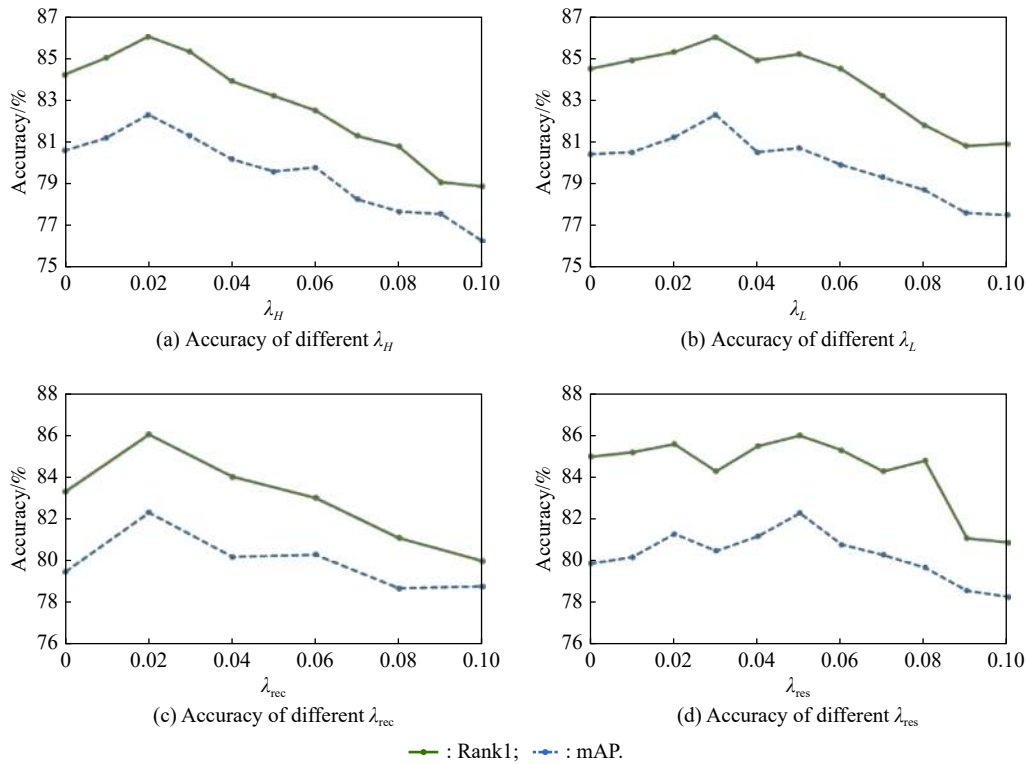 87
85
83
81
79
77
75
Accuracy/%
0 0.02 0.04 0.06 0.08 0.10
λH
(a) Accuracy of different λH
87
85
83
81
79
77
75
Accuracy/%
0 0.02 0.04 0.06 0.08 0.10
λL
(b) Accuracy of different λL
88
86
84
82
80
78
76
Accuracy/%
0 0.02 0.04 0.06 0.08 0.10
λrec
(c) Accuracy of different λrec
88
86
84
82
80
78
76
Accuracy/%
0 0.02 0.04 0.06 0.08 0.10
λres
(d) Accuracy of different λres
: Rank1; : mAP.